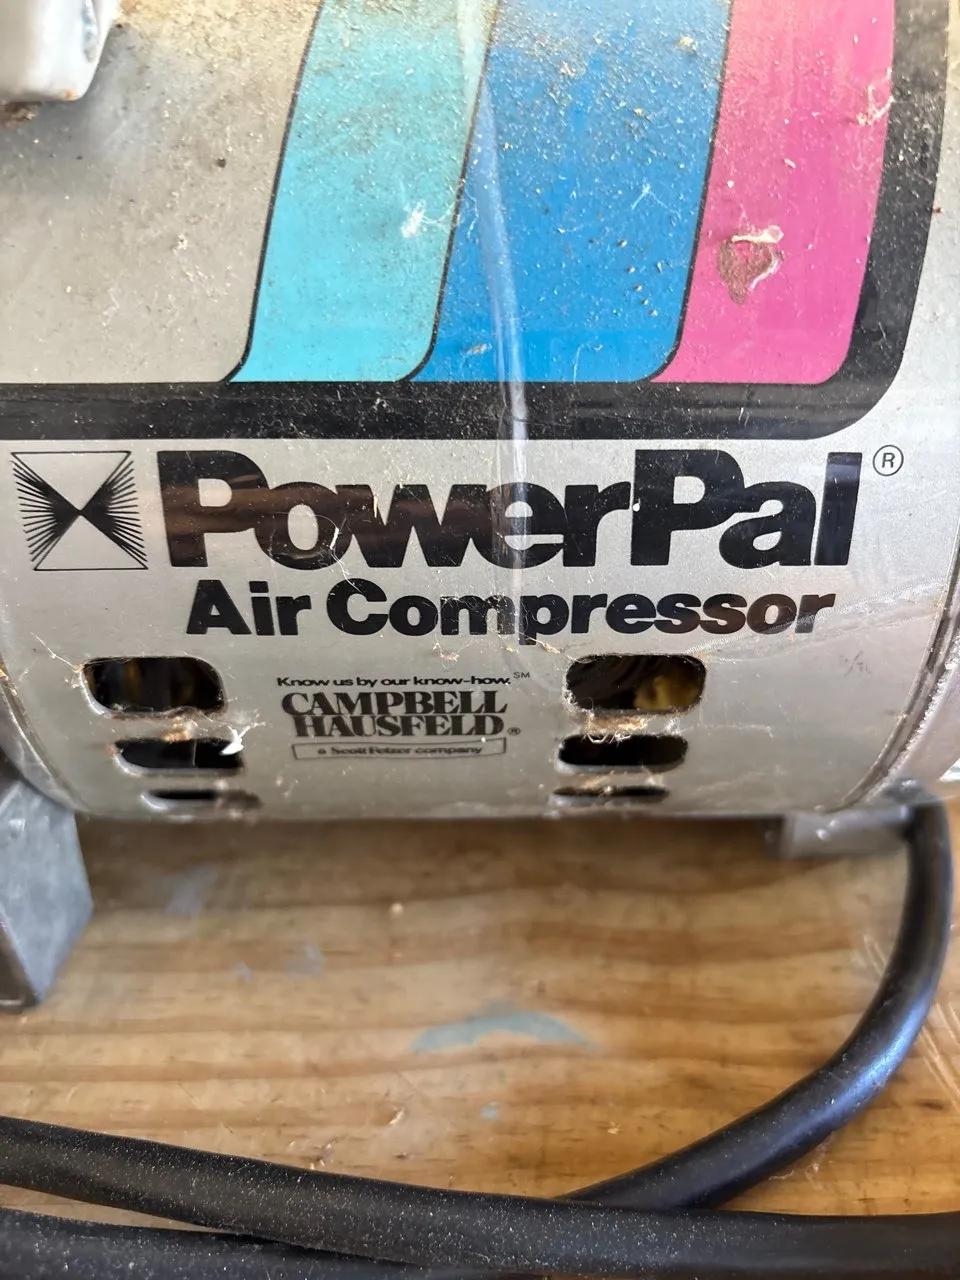 PowerPal®
Air Compressor
Know us by our know-how.℠
CAMPBELL
HAUSFELD®
a Scott Fetzer company